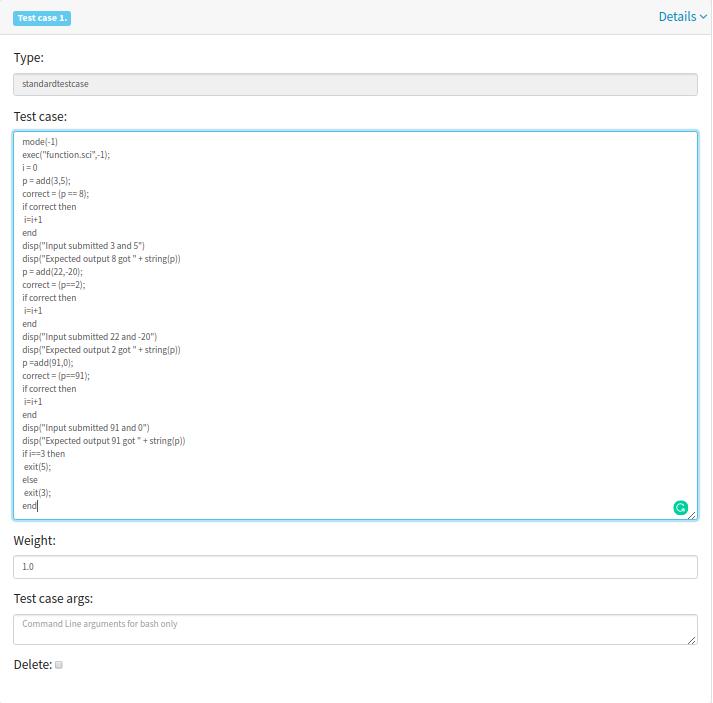 Test case 1.
Details
Type:
standardtestcase
Test case:
mode(-1)
exec("function.sci",-1);
i = 0
p = add(3,5);
correct = (p == 8);
if correct then
 i=i+1
end
disp("Input submitted 3 and 5")
disp("Expected output 8 got " + string(p))
p = add(22,-20);
correct = (p==2);
if correct then
 i=i+1
end
disp("Input submitted 22 and -20")
disp("Expected output 2 got " + string(p))
p =add(91,0);
correct = (p==91);
if correct then
 i=i+1
end
disp("Input submitted 91 and 0")
disp("Expected output 91 got " + string(p))
if i==3 then
 exit(5);
else
 exit(3);
end
Weight:
1.0
Test case args:
Command Line arguments for bash only
Delete: